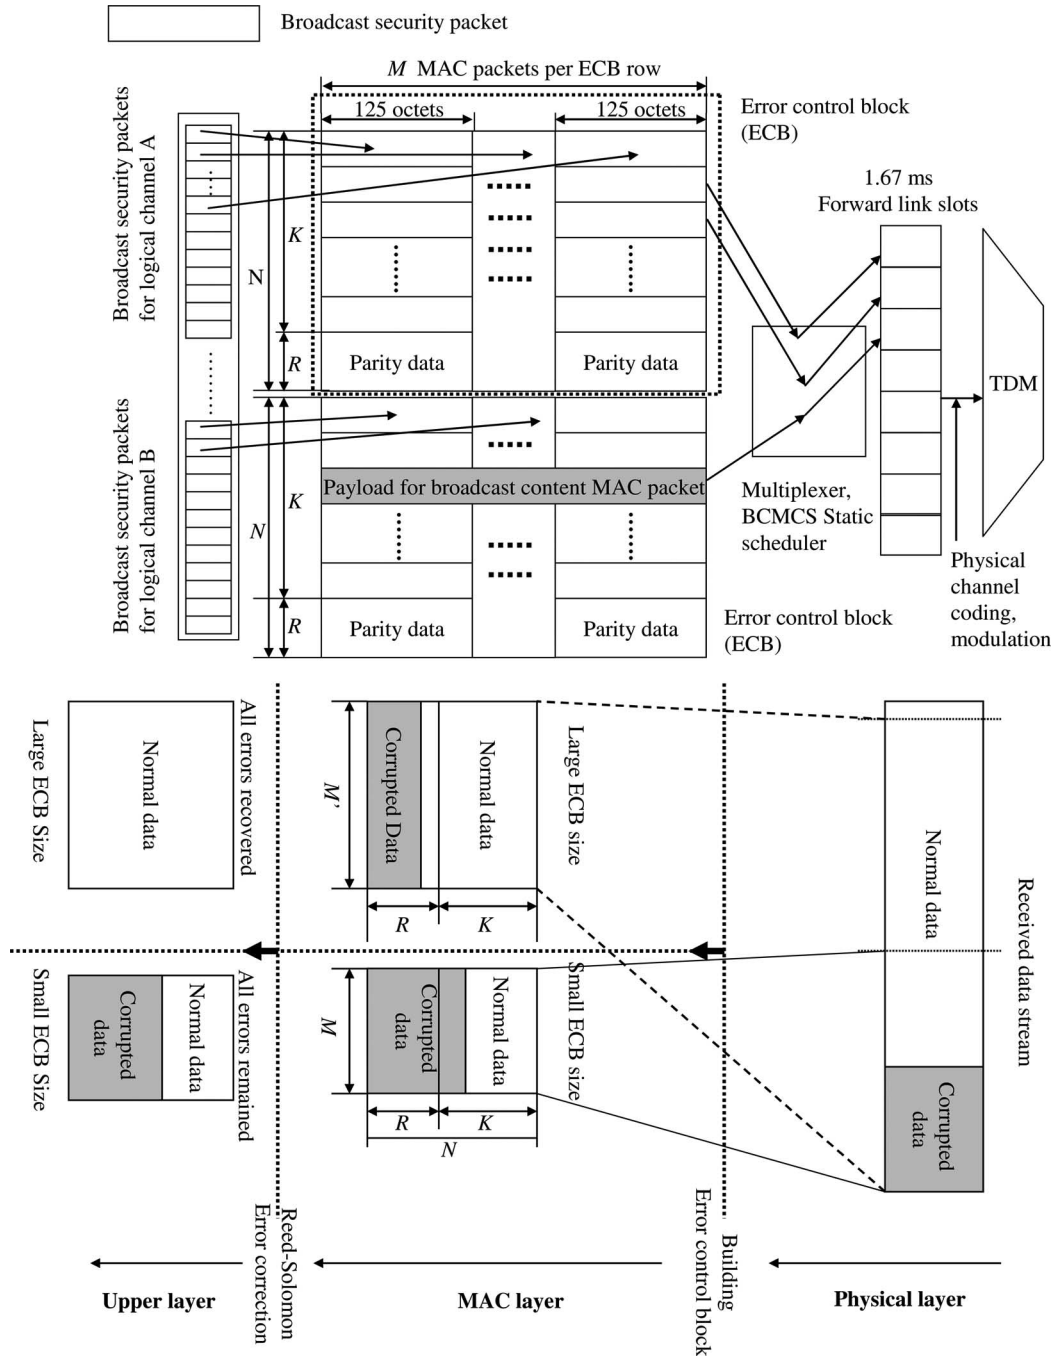 Broadcast security packet
M MAC packets per ECB row
125 octets
125 octets
Error control block
(ECB)
Broadcast security packets
for logical channel A
N
K
R
Parity data
Parity data
1.67 ms
Forward link slots
TDM
Broadcast security packets
for logical channel B
N
K
R
Payload for broadcast content MAC packet
Parity data
Parity data
Multiplexer,
BCMCS Static
scheduler
Error control block
(ECB)
Physical
channel
coding,
modulation
Large ECB Size
Normal data
All errors recovered
M'
Corrupted Data
Normal data
Large ECB size
R
K
Normal data
Received data stream
Small ECB Size
Corrupted
data
Normal data
All errors remained
M
Corrupted
data
Normal data
Small ECB size
R
K
N
Corrupted
data
Reed-Solomon
Error correction
Building
Error control block
Upper layer
MAC layer
Physical layer